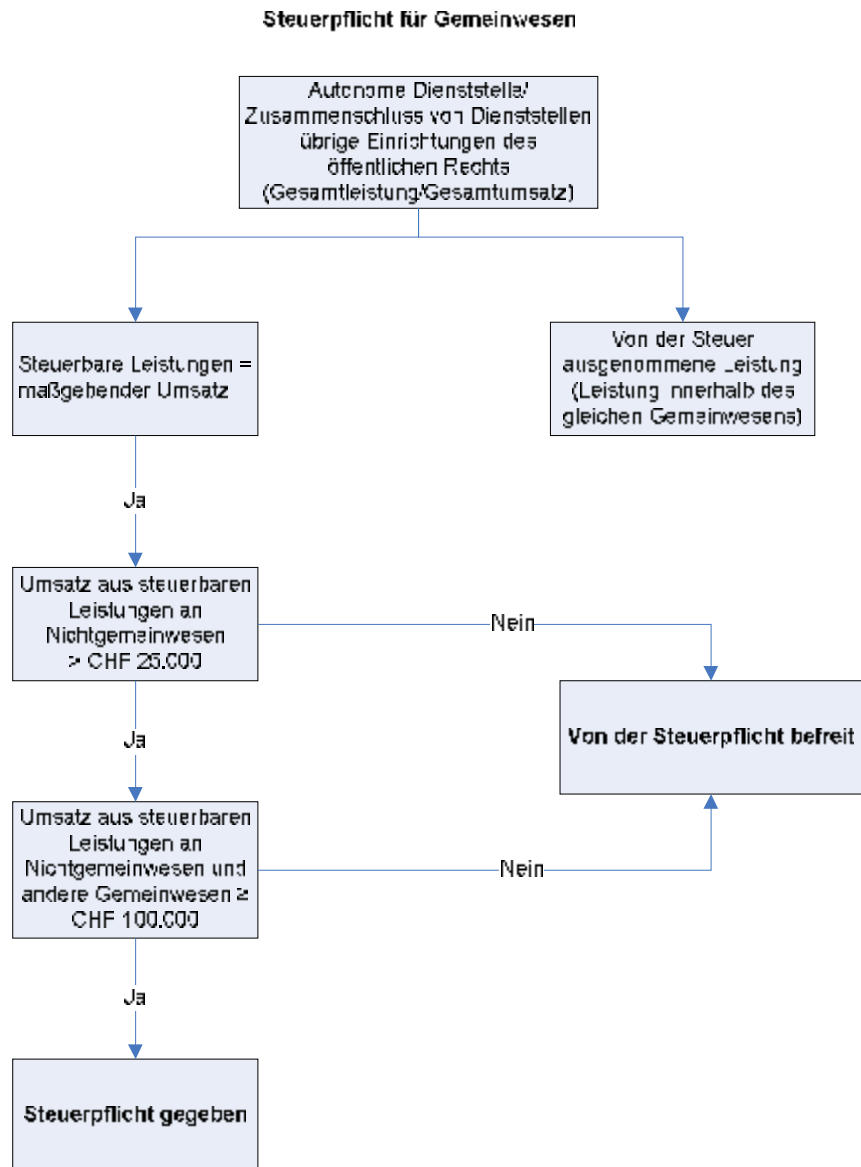 Steuerpflicht für Gemeinwesen
Autonome Dienststelle/
Zusammenschluss von Dienststellen
übrige Einrichtungen des
öffentlichen Rechts
(Gesamtleistung/Gesamtumsatz)
Steuerbare Leistungen =
maßgebender Umsatz
Von der Steuer
ausgenommene Leistung
(Leistung innerhalb des
gleichen Gemeinwesens)
Ja
Umsatz aus steuerbaren
Leistungen an
Nichtgemeinwesen
> CHF 25.000
Nein
Ja
Von der Steuerpflicht befreit
Umsatz aus steuerbaren
Leistungen an
Nichtgemeinwesen und
andere Gemeinwesen ≥
CHF 100.000
Nein
Ja
Steuerpflicht gegeben